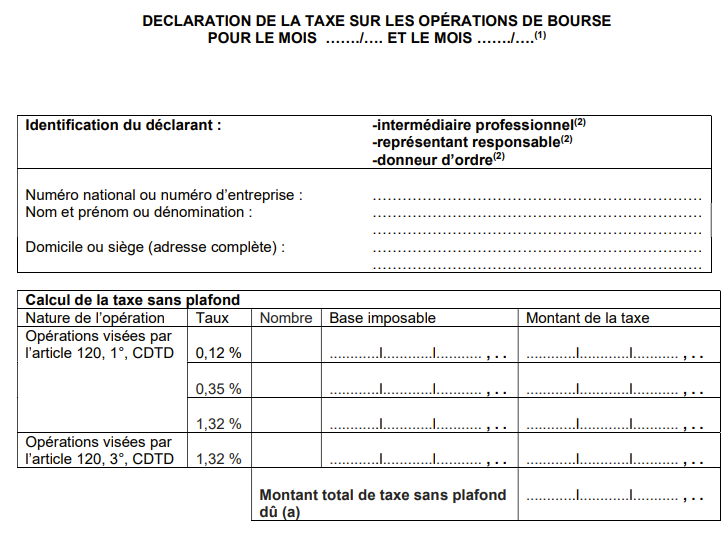 DECLARATION DE LA TAXE SUR LES OPÉRATIONS DE BOURSE
POUR LE MOIS ……./…. ET LE MOIS ……./….(1)
Identification du déclarant : -intermédiaire professionnel(2)
-représentant responsable(2)
-donneur d’ordre(2)
Numéro national ou numéro d’entreprise : …………………………………………………………
Nom et prénom ou dénomination : …………………………………………………………
…………………………………………………………
Domicile ou siège (adresse complète) : …………………………………………………………
…………………………………………………………
Calcul de la taxe sans plafond
Nature de l’opération Taux Nombre Base imposable Montant de la taxe
Opérations visées par
l’article 120, 1°, CDTD 0,12 % ............I............I........... , . . ............I............I........... , . .
0,35 % ............I............I........... , . . ............I............I........... , . .
1,32 % ............I............I........... , . . ............I............I........... , . .
Opérations visées par
l’article 120, 3°, CDTD 1,32 % ............I............I........... , . . ............I............I........... , . .
Montant total de taxe sans plafond ............I............I........... , . .
dû (a)